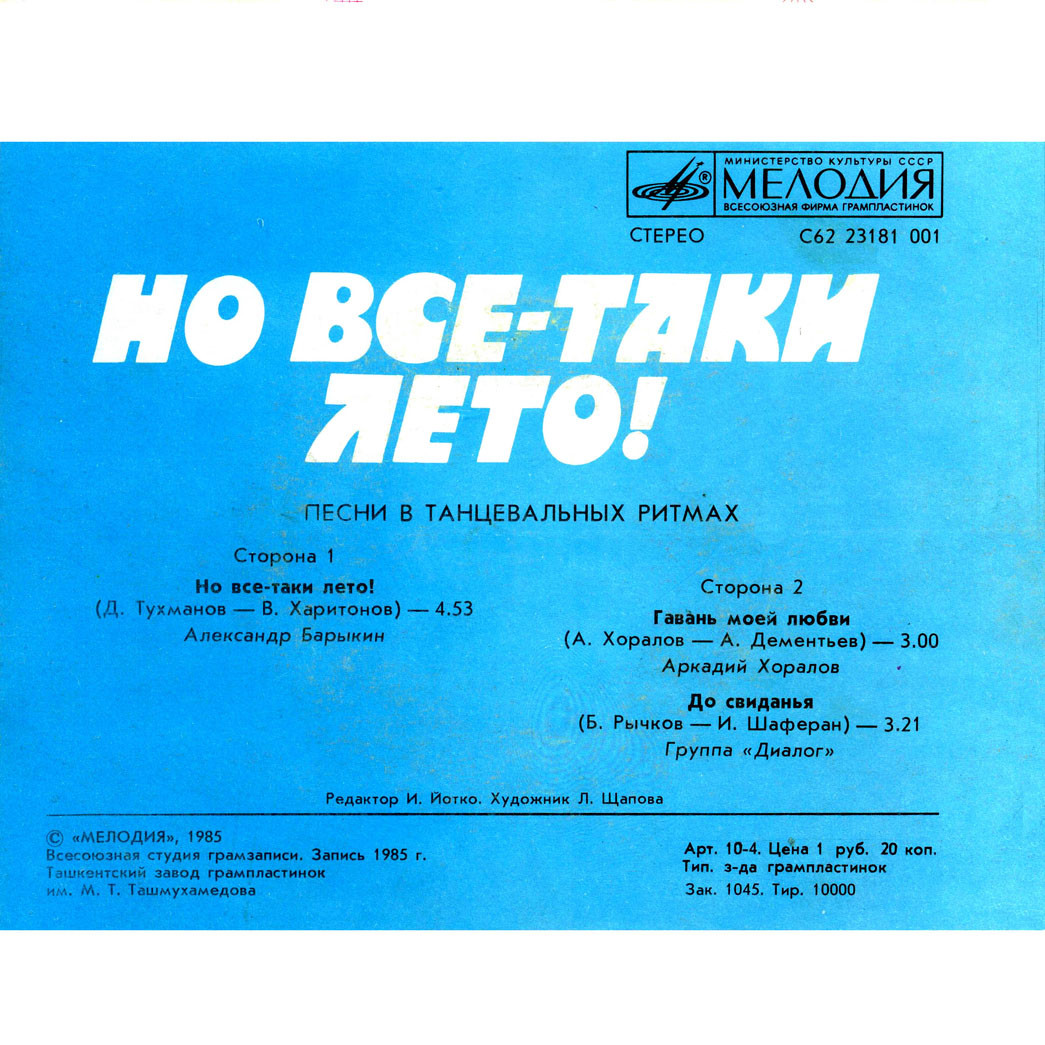 МИНИСТЕРСТВО КУЛЬТУРЫ СССР
® МЕЛОДИЯ
ВСЕСОЮЗНАЯ ФИРМА ГРАМПЛАСТИНОК
СТЕРЕО С62 23181 001
НО ВСЕ-ТАКИ
ЛЕТО!
ПЕСНИ В ТАНЦЕВАЛЬНЫХ РИТМАХ
Сторона 1
Но все-таки лето!
(Д. Тухманов — В. Харитонов) — 4.53
Александр Барыкин
Сторона 2
Гавань моей любви
(А. Хоралов — А. Дементьев) — 3.00
Аркадий Хоралов
До свиданья
(Б. Рычков — И. Шаферан) — 3.21
Группа «Диалог»
Редактор И. Йотко. Художник Л. Щапова
© «МЕЛОДИЯ», 1985
Всесоюзная студия грамзаписи. Запись 1985 г.
Ташкентский завод грампластинок
им. М. Т. Ташмухамедова
Арт. 10-4. Цена 1 руб. 20 коп.
Тип. з-да грампластинок
Зак. 1045. Тир. 10000